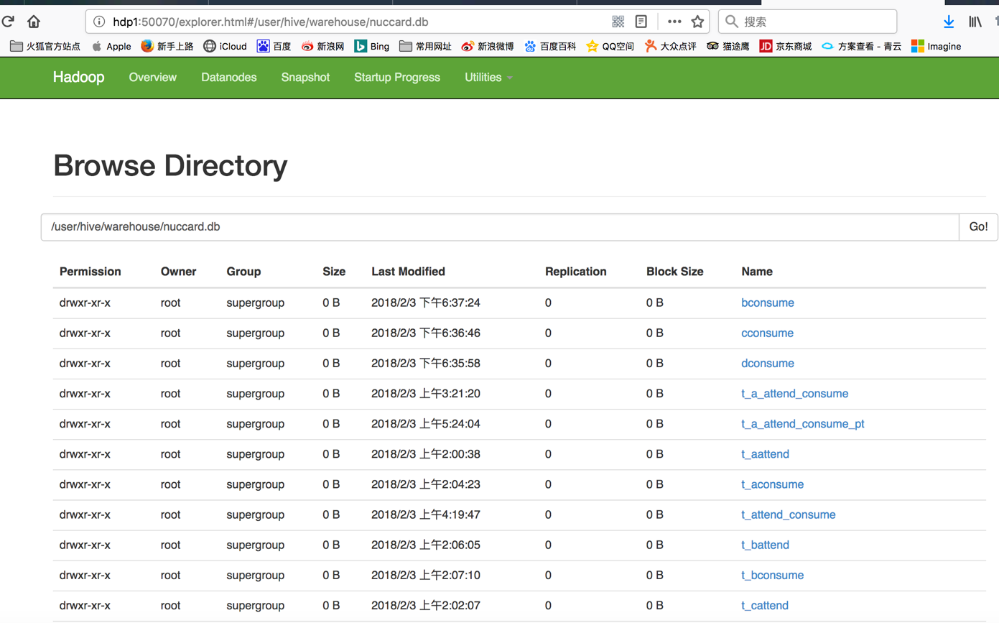 hdp1:50070/explorer.html#/user/hive/warehouse/nuccard.db 搜索
火狐官方站点 Apple 新手上路 iCloud 百度 新浪网 Bing 常用网址 新浪微博 百度百科 QQ空间 大众点评 猫途鹰 JD 京东商城 方案查看 - 青云 Imagine
Hadoop Overview Datanodes Snapshot Startup Progress Utilities
Browse Directory
/user/hive/warehouse/nuccard.db Go!
Permission Owner Group Size Last Modified Replication Block Size Name
drwxr-xr-x root supergroup 0 B 2018/2/3 下午6:37:24 0 0 B bconsume
drwxr-xr-x root supergroup 0 B 2018/2/3 下午6:36:46 0 0 B cconsume
drwxr-xr-x root supergroup 0 B 2018/2/3 下午6:35:58 0 0 B dconsume
drwxr-xr-x root supergroup 0 B 2018/2/3 上午3:21:20 0 0 B t_a_attend_consume
drwxr-xr-x root supergroup 0 B 2018/2/3 上午5:24:04 0 0 B t_a_attend_consume_pt
drwxr-xr-x root supergroup 0 B 2018/2/3 上午2:00:38 0 0 B t_aattend
drwxr-xr-x root supergroup 0 B 2018/2/3 上午2:04:23 0 0 B t_aconsume
drwxr-xr-x root supergroup 0 B 2018/2/3 上午4:19:47 0 0 B t_attend_consume
drwxr-xr-x root supergroup 0 B 2018/2/3 上午2:06:05 0 0 B t_battend
drwxr-xr-x root supergroup 0 B 2018/2/3 上午2:07:10 0 0 B t_bconsume
drwxr-xr-x root supergroup 0 B 2018/2/3 上午2:02:07 0 0 B t_cattend